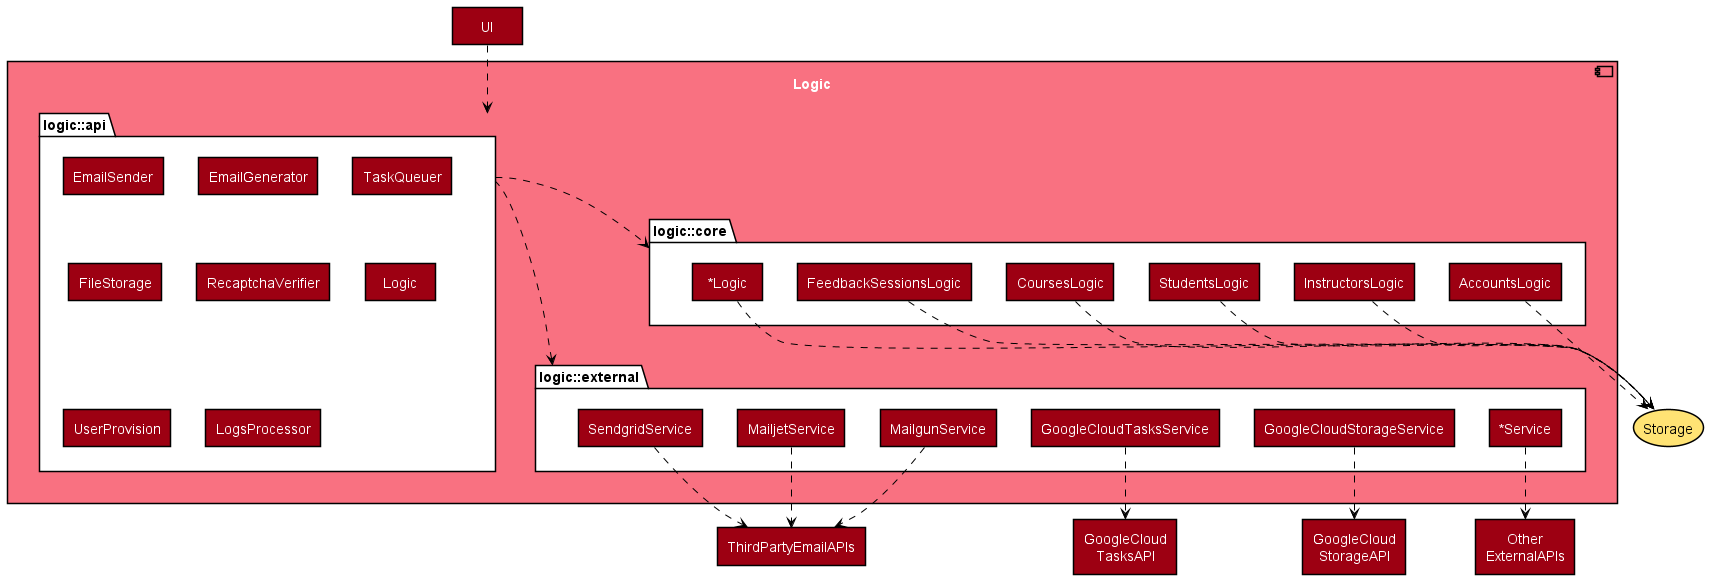 UI
Logic
logic::api
EmailSender
EmailGenerator
TaskQueuer
FileStorage
RecaptchaVerifier
Logic
UserProvision
LogsProcessor
logic::core
*Logic
FeedbackSessionsLogic
CoursesLogic
StudentsLogic
InstructorsLogic
AccountsLogic
logic::external
SendgridService
MailjetService
MailgunService
GoogleCloudTasksService
GoogleCloudStorageService
*Service
Storage
ThirdPartyEmailAPIs
GoogleCloud
TasksAPI
GoogleCloud
StorageAPI
Other
ExternalAPIs